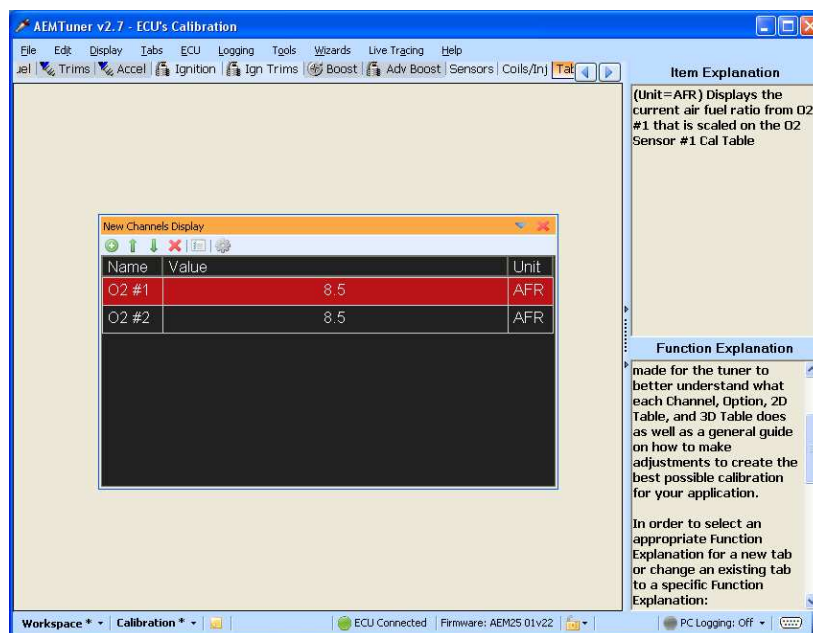 AEMTuner v2.7 - ECU's Calibration
File Edit Display Tabs ECU Logging Tools Wizards Live Tracing Help
uel Trims Accel Ignition Ign Trims Boost Adv Boost Sensors Coils/Inj Tab
Item Explanation
(Unit=AFR) Displays the
current air fuel ratio from O2
#1 that is scaled on the O2
Sensor #1 Cal Table
New Channels Display
Name Value Unit
O2 #1 8.5 AFR
O2 #2 8.5 AFR
Function Explanation
made for the tuner to
better understand what
each Channel, Option, 2D
Table, and 3D Table does
as well as a general guide
on how to make
adjustments to create the
best possible calibration
for your application.
In order to select an
appropriate Function
Explanation for a new tab
or change an existing tab
to a specific Function
Explanation:
Workspace * Calibration * ECU Connected Firmware: AEM25 01v22 PC Logging: Off